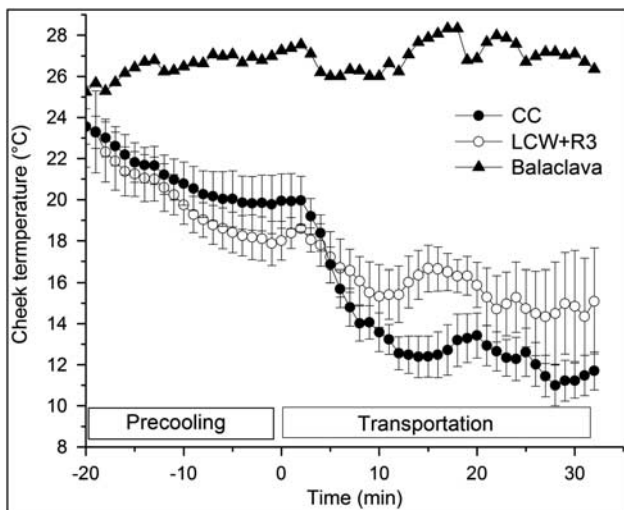 28
26
24
22
20
18
16
14
12
10
8
Cheek termperature (°C)
CC
LCW+R3
Balaclava
Precooling
Transportation
-20
-10
0
10
20
30
Time (min)